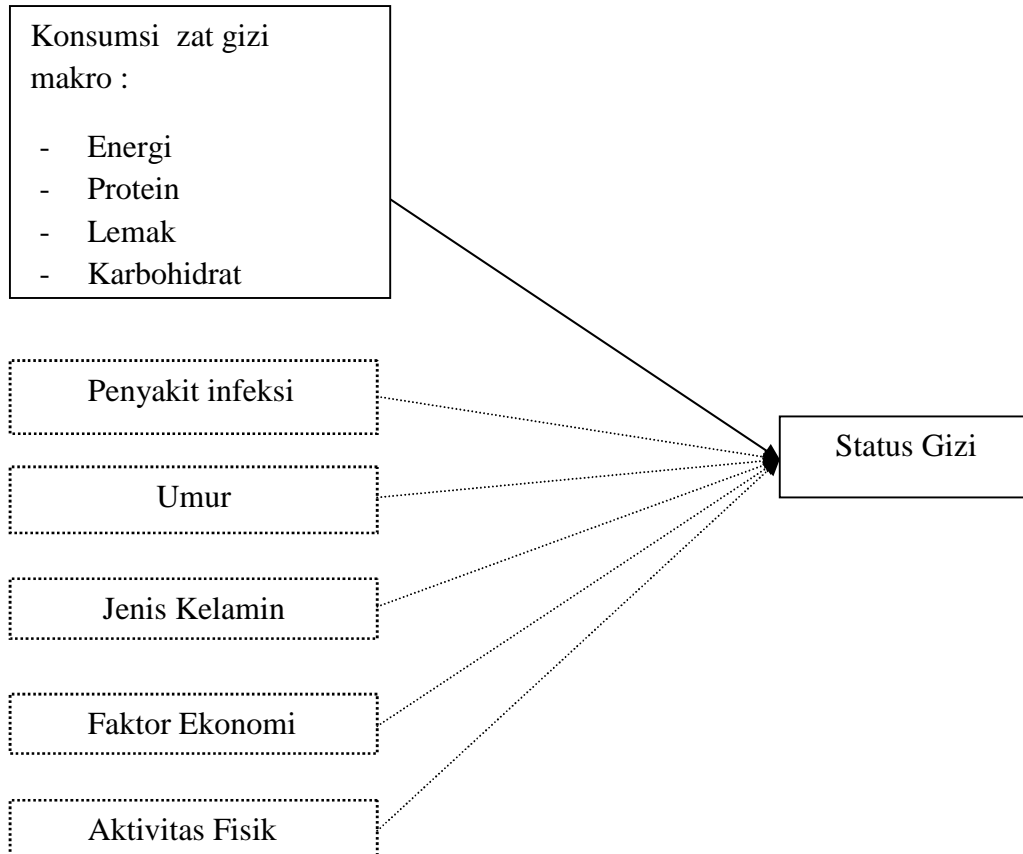 Konsumsi zat gizi
makro :
- Energi
- Protein
- Lemak
- Karbohidrat
Penyakit infeksi
Status Gizi
Umur
Jenis Kelamin
Faktor Ekonomi
Aktivitas Fisik